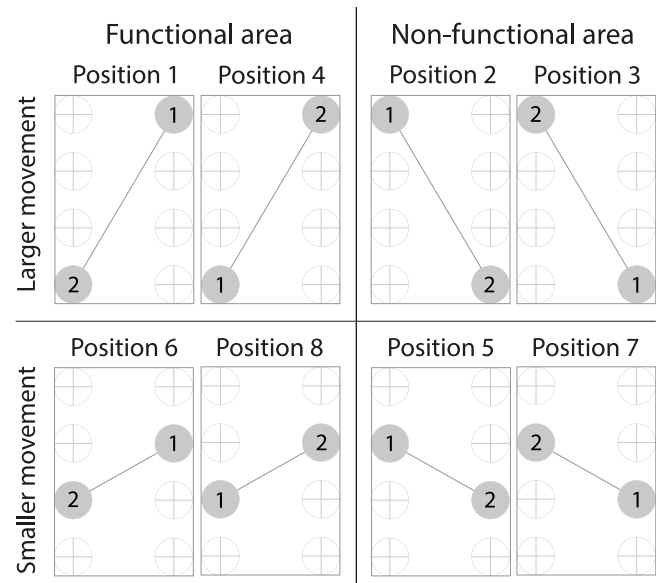 Functional area Non-functional area
Position 1 Position 4 Position 2 Position 3
Larger movement
1 2 1 2
2 1 2 1
Position 6 Position 8 Position 5 Position 7
Smaller movement
1 2 1 2
2 1 2 1